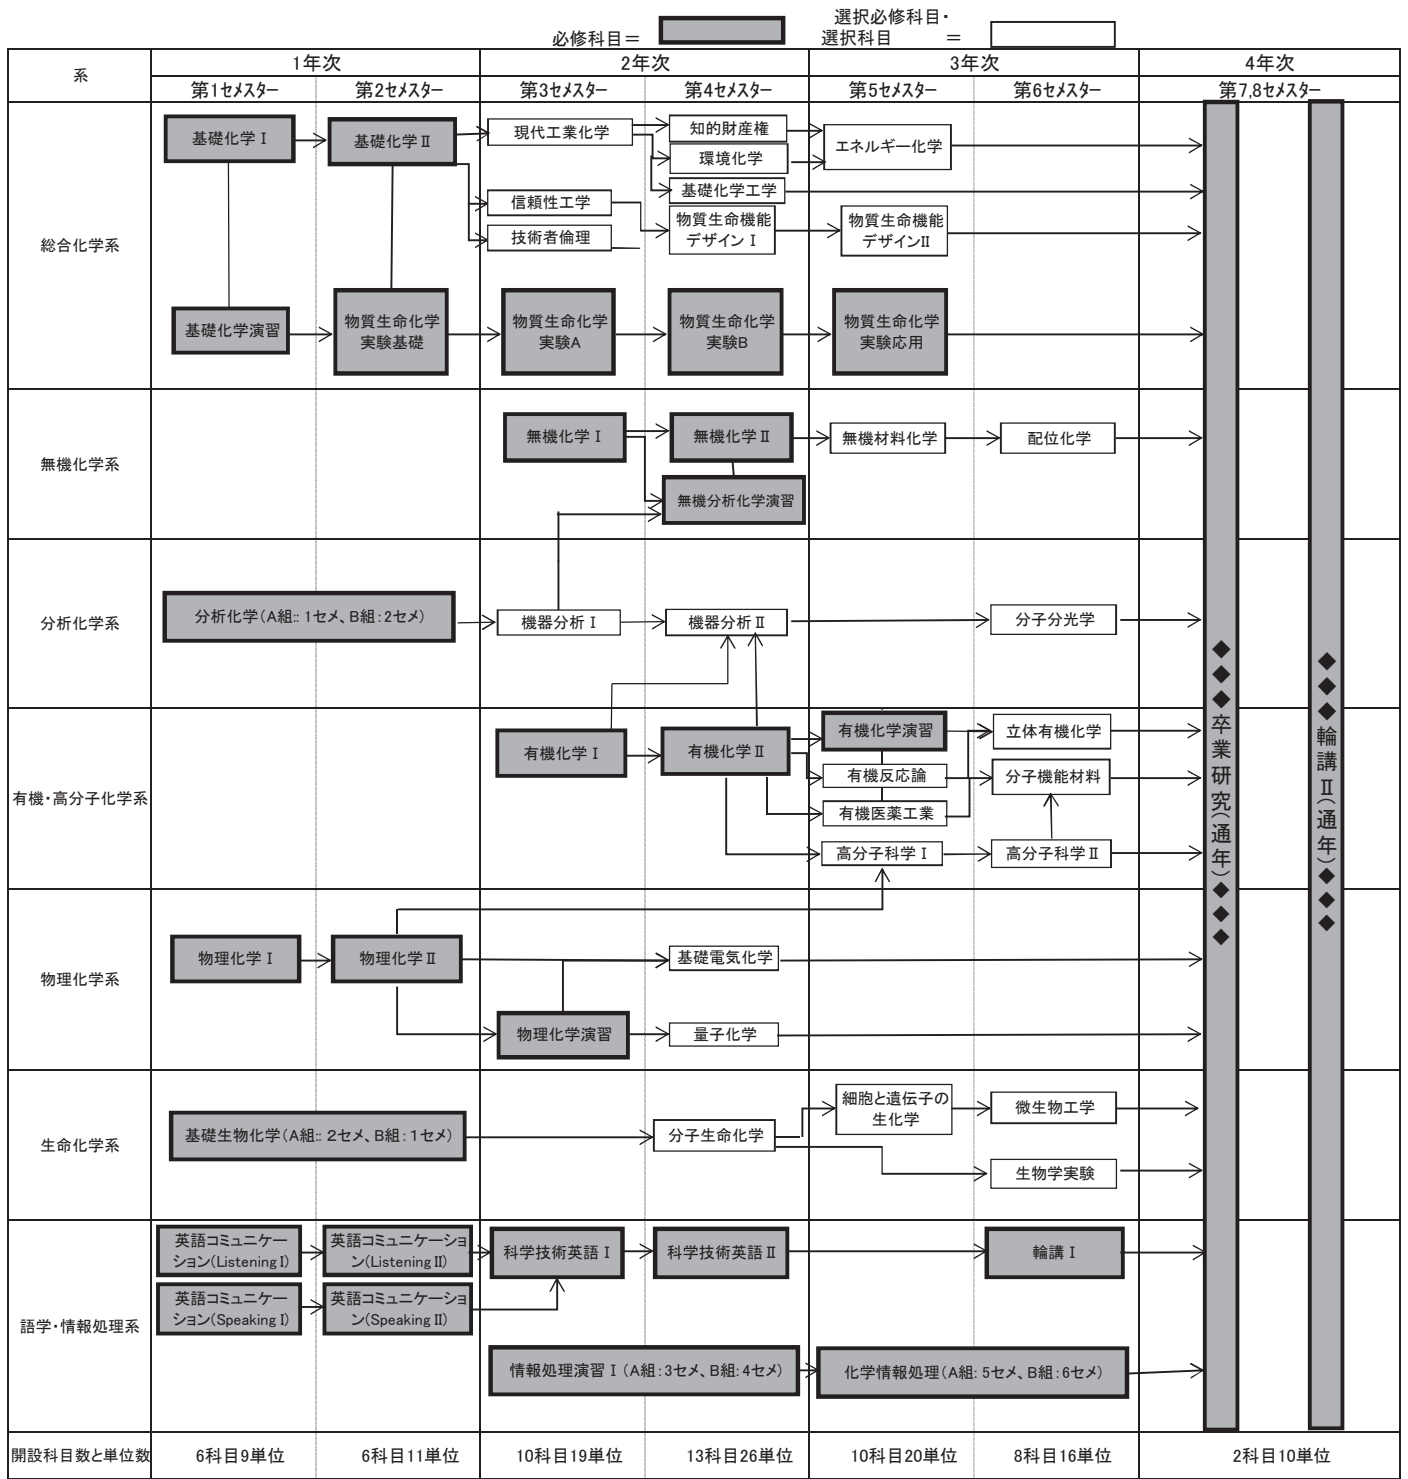 必修科目＝
選択必修科目・
選択科目　　＝
系
1年次
2年次
3年次
4年次
第1セメスター
第2セメスター
第3セメスター
第4セメスター
第5セメスター
第6セメスター
第7,8セメスター
総合化学系
基礎化学Ⅰ
基礎化学Ⅱ
現代工業化学
知的財産権
環境化学
エネルギー化学
基礎化学工学
信頼性工学
技術者倫理
物質生命機能
デザインⅠ
物質生命機能
デザインⅡ
基礎化学演習
物質生命化学
実験基礎
物質生命化学
実験A
物質生命化学
実験B
物質生命化学
実験応用
無機化学系
無機化学Ⅰ
無機化学Ⅱ
無機材料化学
配位化学
無機分析化学演習
分析化学系
分析化学(A組:: 1セメ、B組:2セメ)
機器分析Ⅰ
機器分析Ⅱ
分子分光学
有機・高分子化学系
有機化学Ⅰ
有機化学Ⅱ
有機化学演習
立体有機化学
有機反応論
分子機能材料
有機医薬工業
高分子科学Ⅰ
高分子科学Ⅱ
物理化学系
物理化学Ⅰ
物理化学Ⅱ
基礎電気化学
物理化学演習
量子化学
生命化学系
基礎生物化学(A組:: 2セメ、B組:1セメ)
分子生命化学
細胞と遺伝子の
生化学
微生物工学
生物学実験
語学・情報処理系
英語コミュニケー
ション(ListeningⅠ)
英語コミュニケーショ
ン(ListeningⅡ)
科学技術英語Ⅰ
科学技術英語Ⅱ
輪講Ⅰ
英語コミュニケー
ション(SpeakingⅠ)
英語コミュニケーショ
ン(SpeakingⅡ)
情報処理演習Ⅰ(A組:3セメ、B組:4セメ)
化学情報処理(A組: 5セメ、B組:6セメ)
◆◆◆卒業研究(通年)◆◆◆
◆◆◆輪講Ⅱ(通年)◆◆◆
開設科目数と単位数
6科目9単位
6科目11単位
10科目19単位
13科目26単位
10科目20単位
8科目16単位
2科目10単位